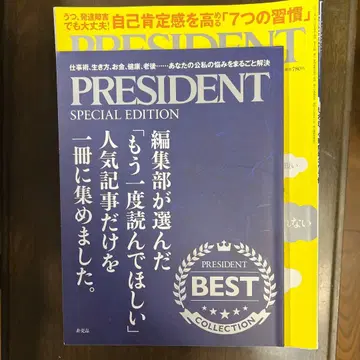 うつ、発達障害
でも大丈夫!
自己肯定感を高める「7つの習慣」
PRESIDENT
仕事術、生き方、お金、健康、老後……あなたの公私の悩みをまるごと解決
PRESIDENT
SPECIAL EDITION
編集部が選んだ
「もう一度読んでほしい」
人気記事だけを
一冊に集めました。
PRESIDENT
BEST
COLLECTION
非売品